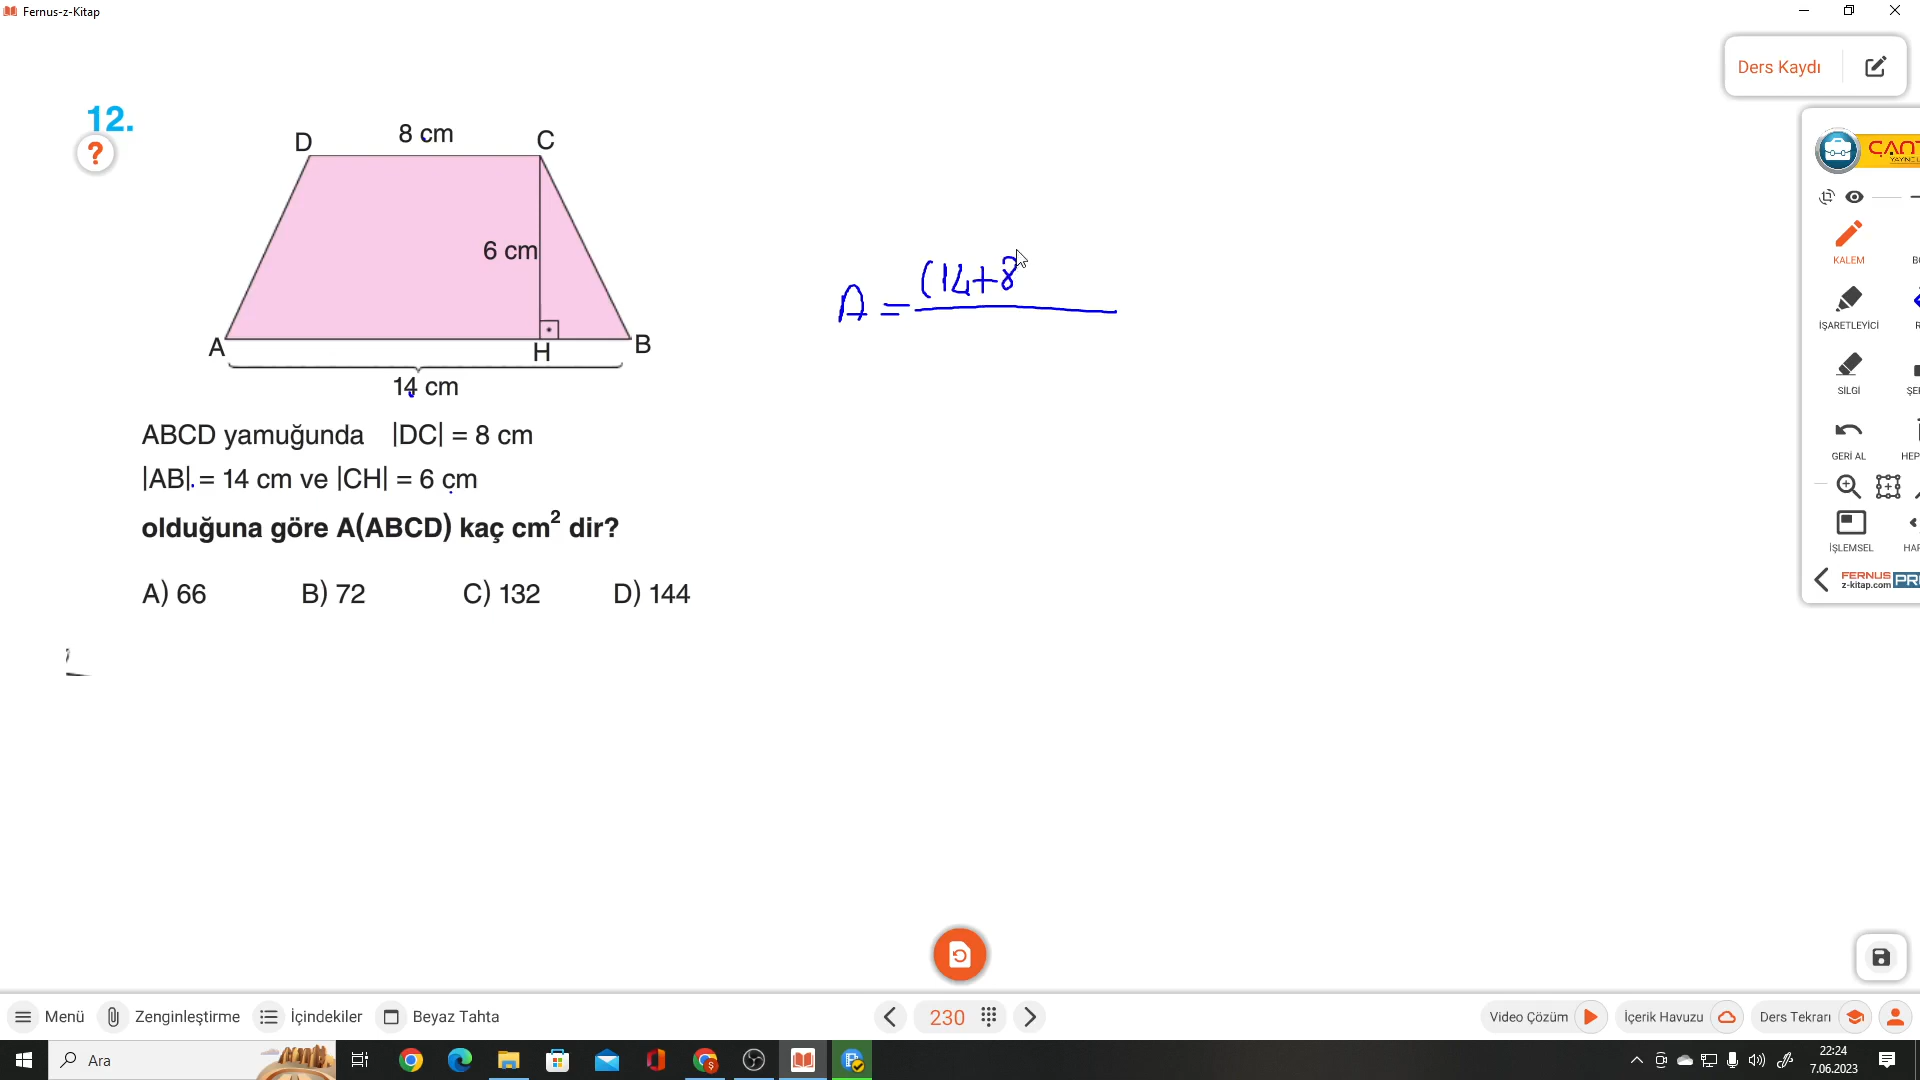 Fernus-z-Kitap
Ders Kaydı
12.
?
D
8 cm
C
6 cm
A
H
B
14 cm
ABCD yamuğunda |DC| = 8 cm
|AB| = 14 cm ve |CH| = 6 cm
olduğuna göre A(ABCD) kaç cm² dir?
A) 66 B) 72 C) 132 D) 144
A = (14+8
KALEM
İŞARETLEYİCİ
SİLGİ
GERİ AL
İŞLEMSEL
FERNUS
z-kitap.com
Menü
Zenginleştirme
İçindekiler
Beyaz Tahta
230
Video Çözüm
İçerik Havuzu
Ders Tekrarı
Ara
22:24
7.06.2023